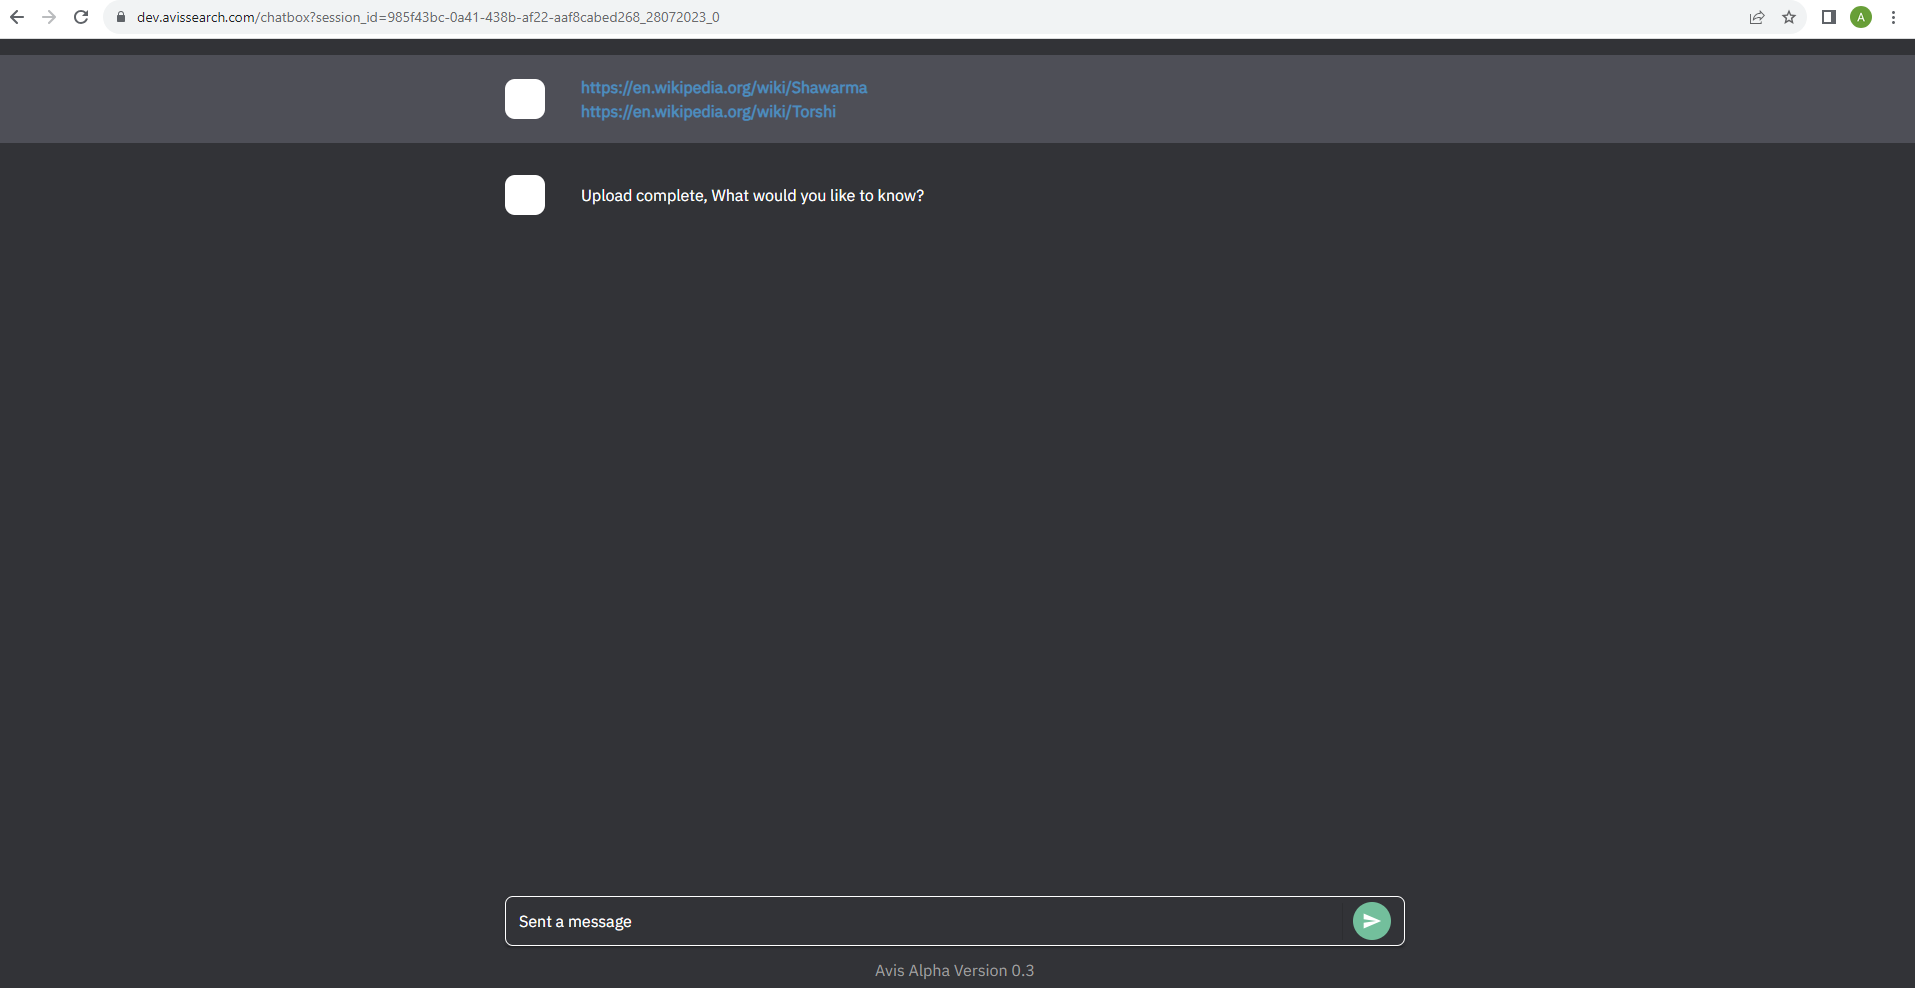 dev.avissearch.com/chatbox?session_id=985f43bc-0a41-438b-af22-aaf8cabed268_28072023_0
A
https://en.wikipedia.org/wiki/Shawarma
https://en.wikipedia.org/wiki/Torshi
Upload complete, What would you like to know?
Sent a message
Avis Alpha Version 0.3